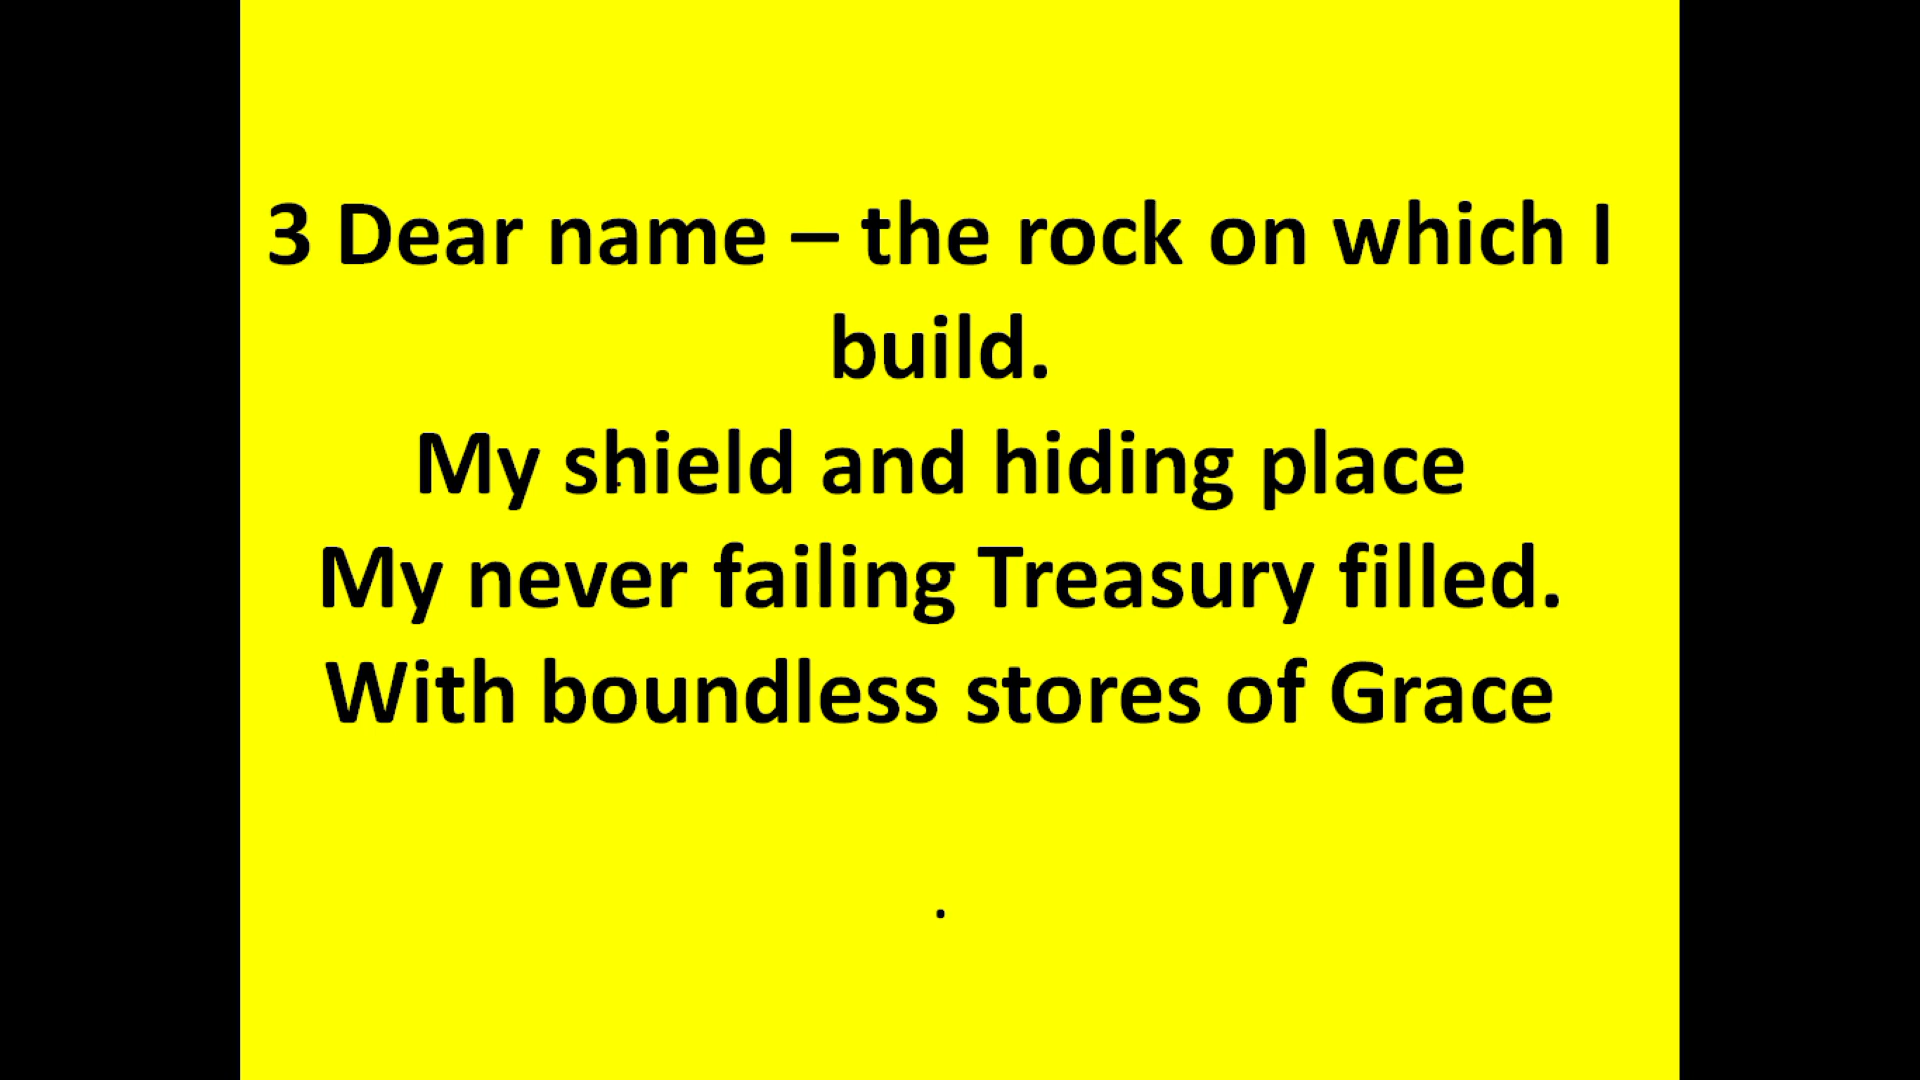 3 Dear name – the rock on which I
build.
My shield and hiding place
My never failing Treasury filled.
With boundless stores of Grace
.